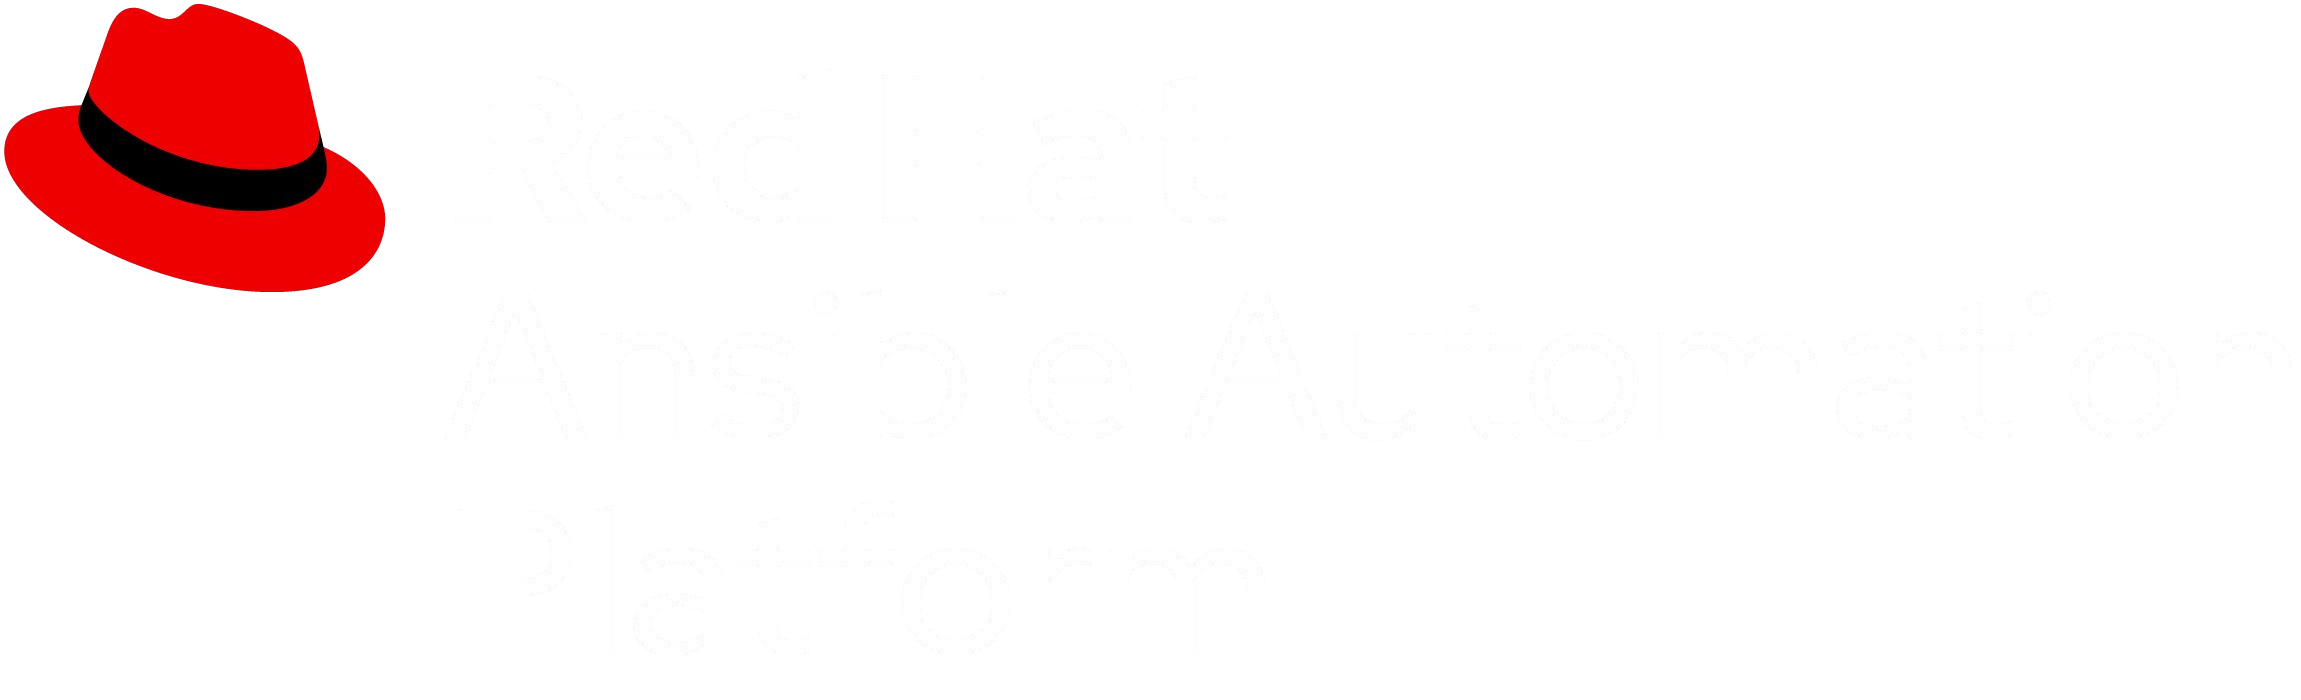 Red Hat
Ansible Automation
Platform